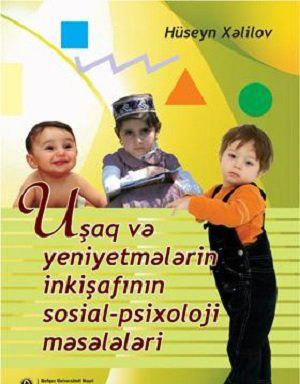 Hüseyn Xəlilov
Uşaq və
yeniyetmələrin
inkişafının
sosial-psixoloji
məsələləri